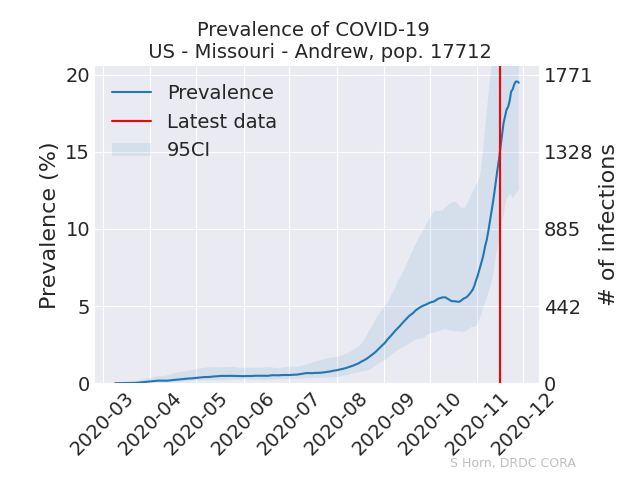 Prevalence of COVID-19
US - Missouri - Andrew, pop. 17712
Prevalence (%)
20
15
10
5
0
Prevalence
Latest data
95CI
1771
1328
885
442
0
# of infections
2020-03
2020-04
2020-05
2020-06
2020-07
2020-08
2020-09
2020-10
2020-11
2020-12
S Horn, DRDC CORA